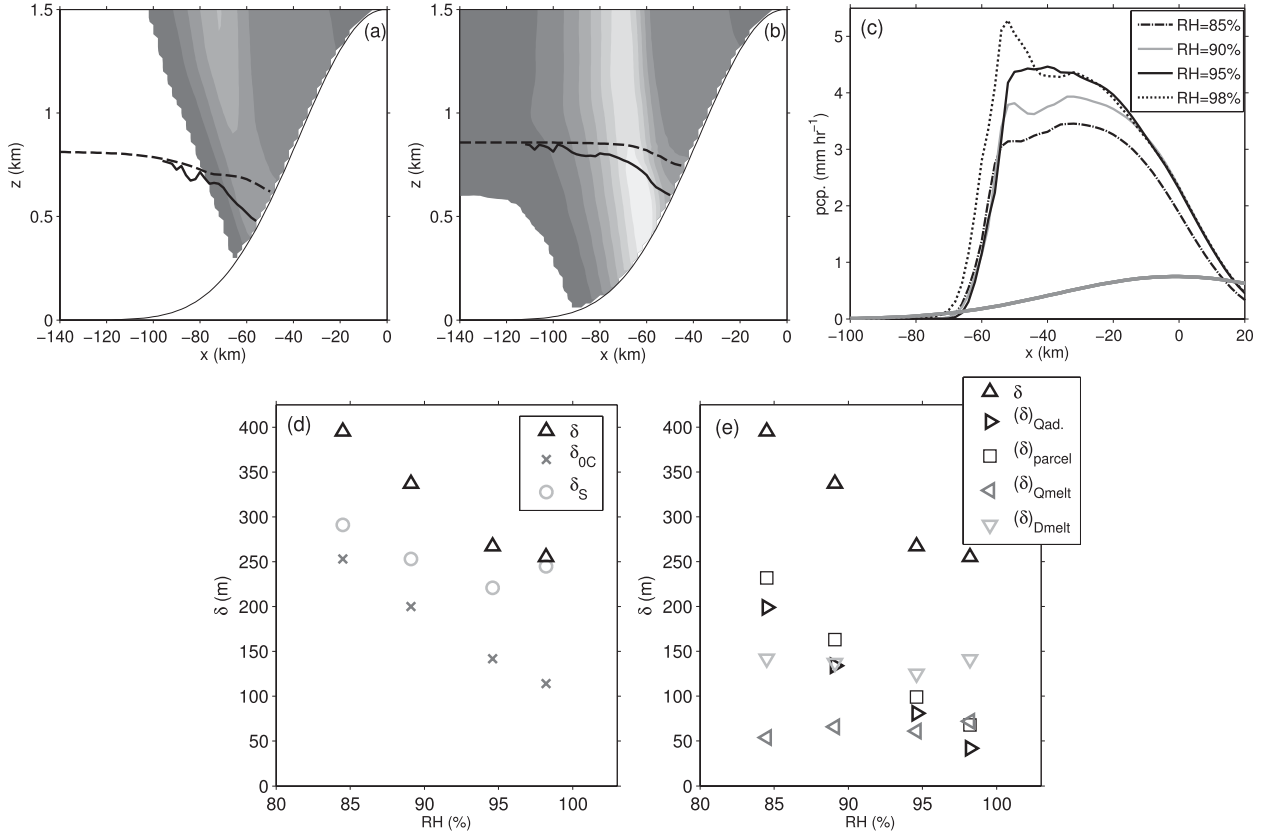 (a)
1.5
1
0.5
0
z (km)
−140 −120 −100 −80 −60 −40 −20 0
x (km)
(b)
1.5
1
0.5
0
z (km)
−140 −120 −100 −80 −60 −40 −20 0
x (km)
(c)
RH=85%
RH=90%
RH=95%
RH=98%
5
4
3
2
1
0
pcp. (mm hr⁻¹)
−100 −80 −60 −40 −20 0 20
x (km)
(d)
δ
δ0C
δS
400
350
300
250
200
150
100
50
0
δ (m)
80 85 90 95 100
RH (%)
(e)
δ
(δ)Qad.
(δ)parcel
(δ)Qmelt
(δ)Dmelt
400
350
300
250
200
150
100
50
0
δ (m)
80 85 90 95 100
RH (%)